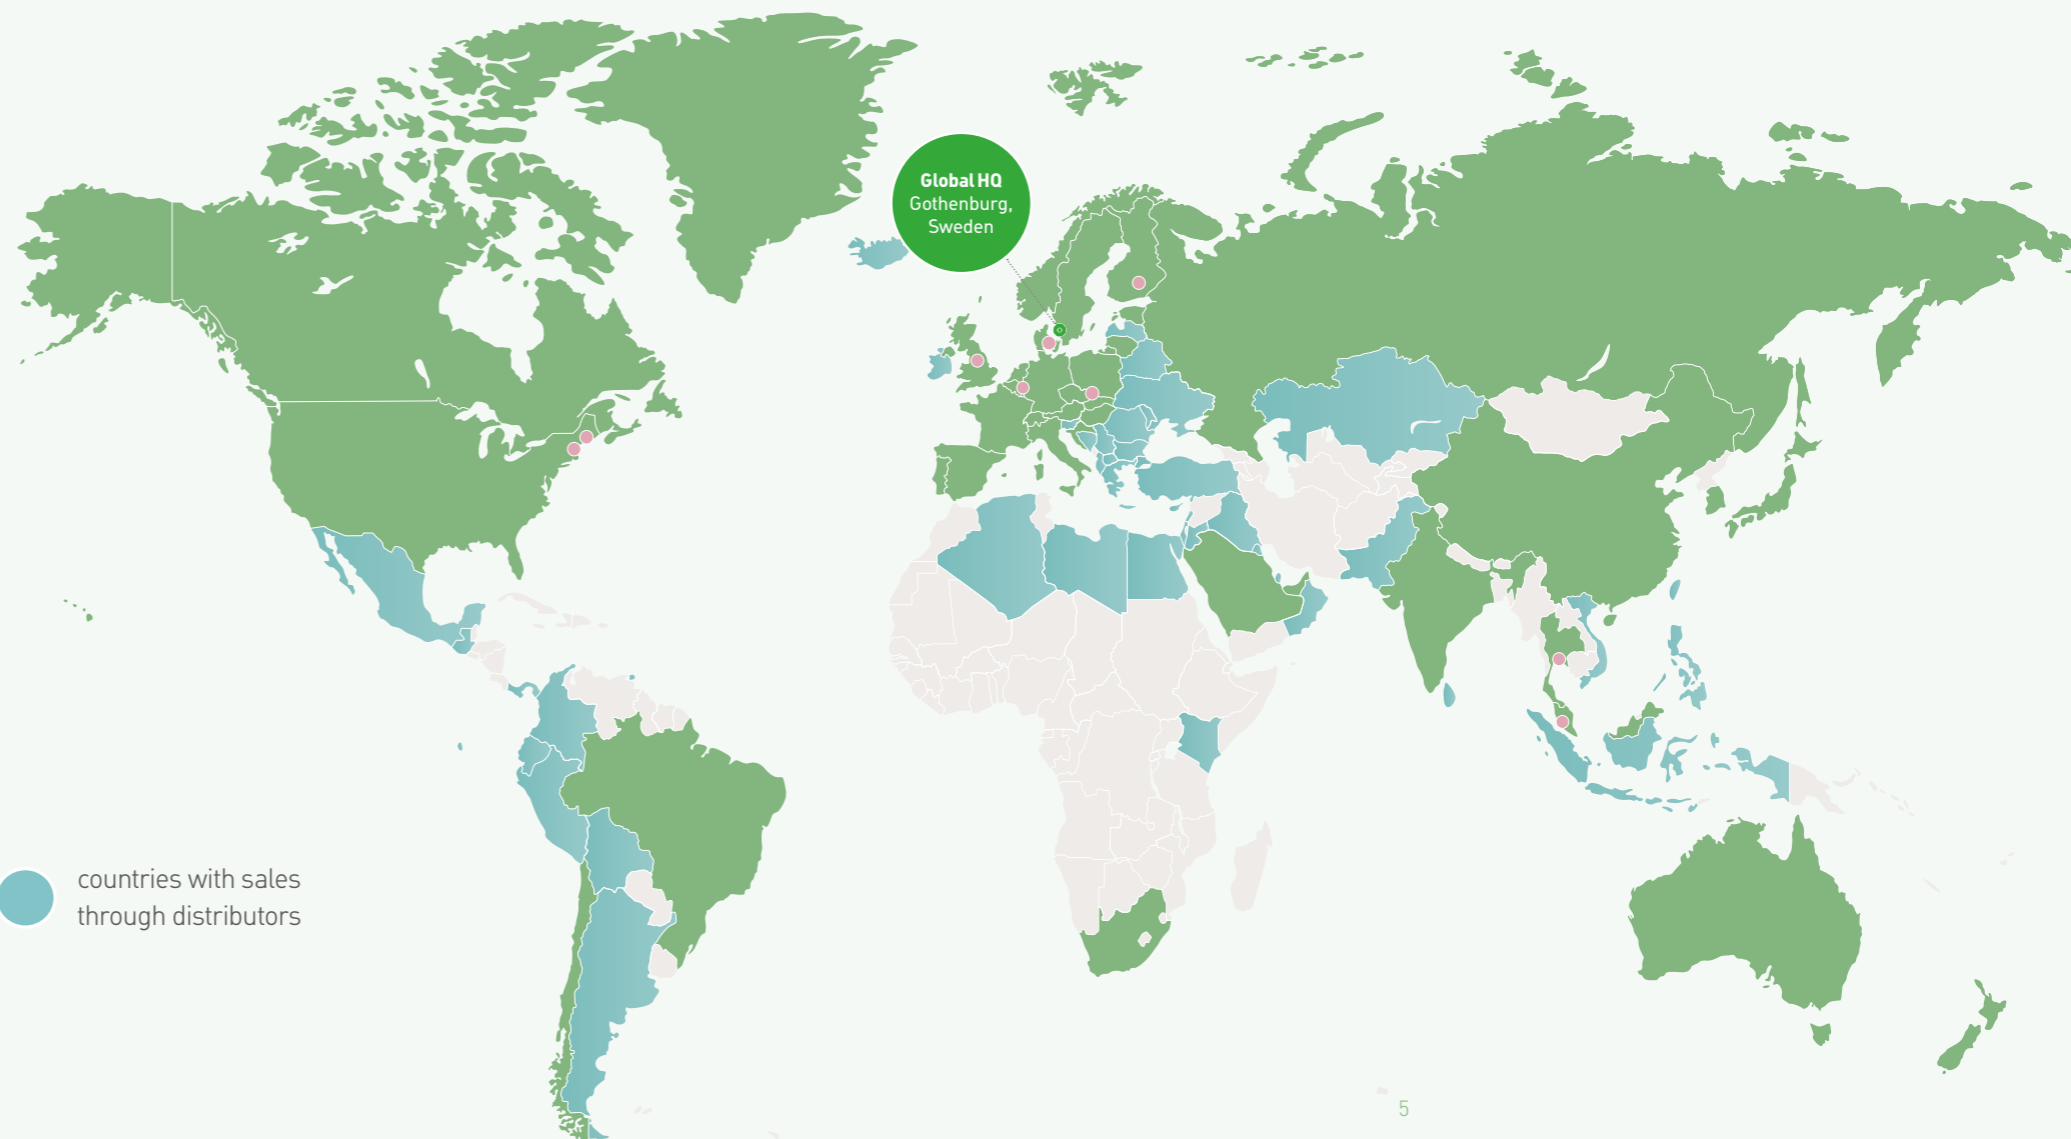 Global HQ
Gothenburg,
Sweden
countries with sales
through distributors
5